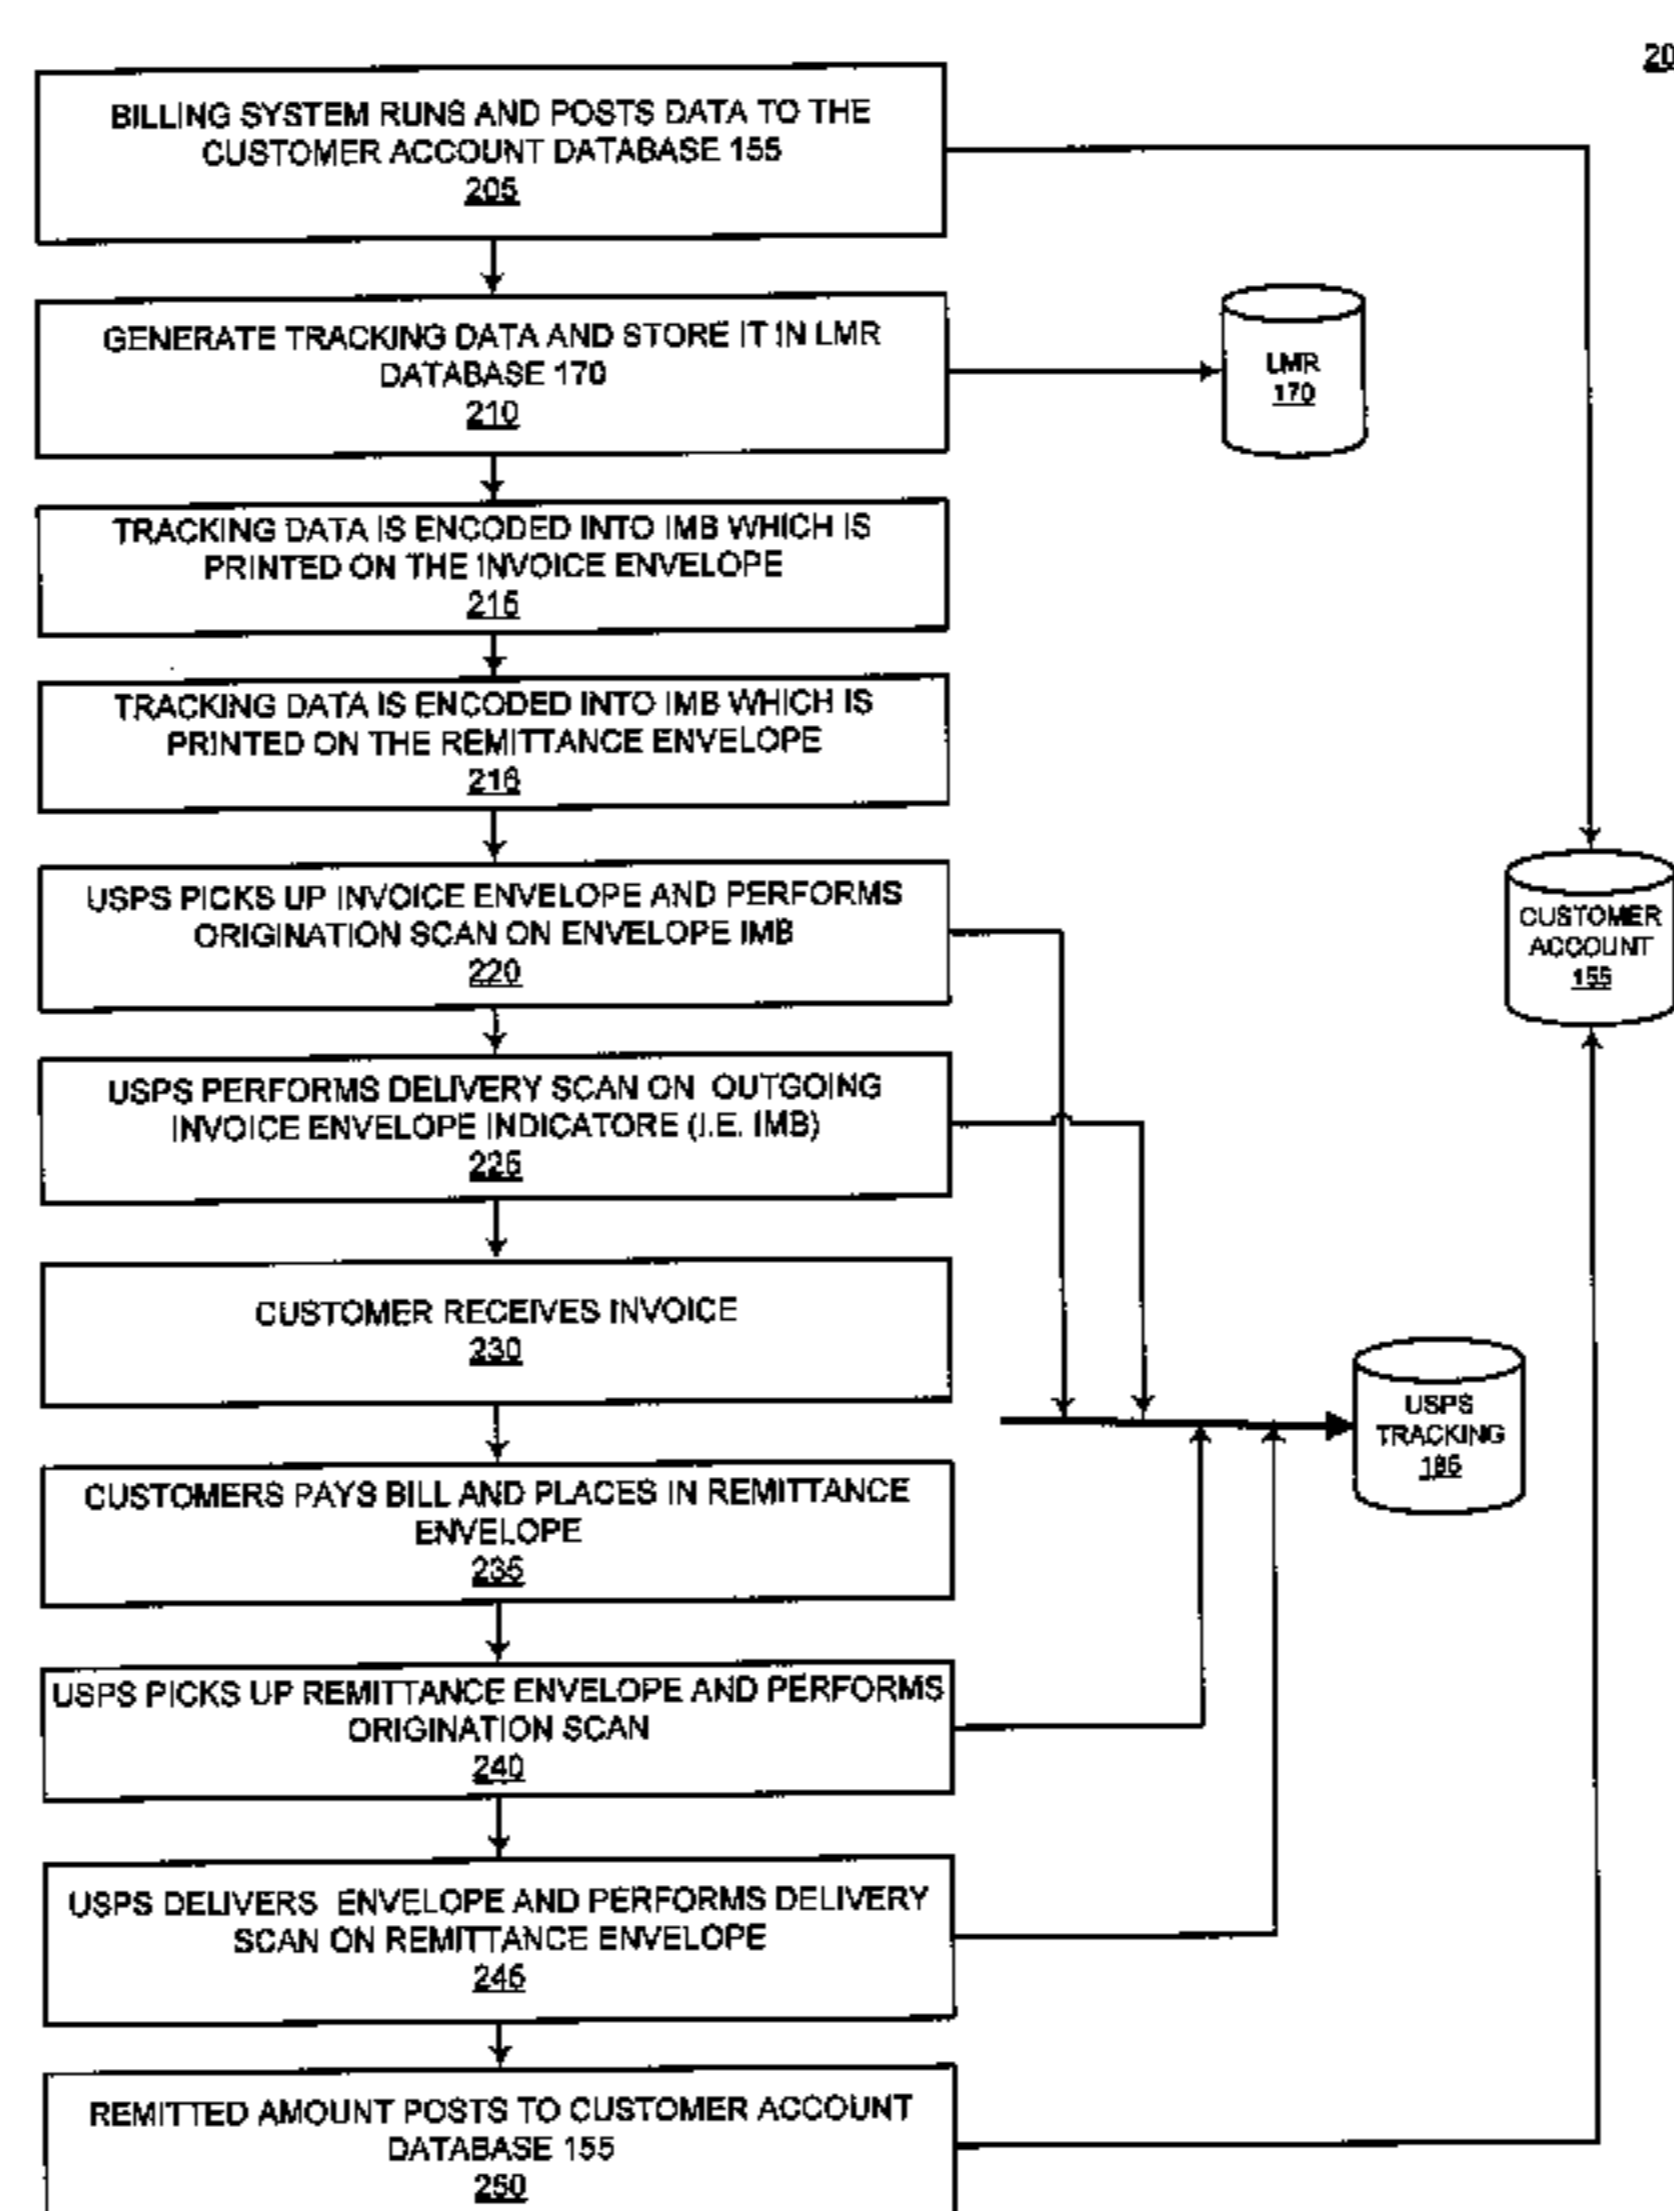 20
BILLING SYSTEM RUNS AND POSTS DATA TO THE
CUSTOMER ACCOUNT DATABASE 155
205
GENERATE TRACKING DATA AND STORE IT IN LMR
DATABASE 170
210
LMR
170
TRACKING DATA IS ENCODED INTO IMB WHICH IS
PRINTED ON THE INVOICE ENVELOPE
215
TRACKING DATA IS ENCODED INTO IMB WHICH IS
PRINTED ON THE REMITTANCE ENVELOPE
216
USPS PICKS UP INVOICE ENVELOPE AND PERFORMS
ORIGINATION SCAN ON ENVELOPE IMB
220
CUSTOMER
ACCOUNT
155
USPS PERFORMS DELIVERY SCAN ON OUTGOING
INVOICE ENVELOPE INDICATORE (I.E. IMB)
225
CUSTOMER RECEIVES INVOICE
230
USPS
TRACKING
185
CUSTOMERS PAYS BILL AND PLACES IN REMITTANCE
ENVELOPE
235
USPS PICKS UP REMITTANCE ENVELOPE AND PERFORMS
ORIGINATION SCAN
240
USPS DELIVERS ENVELOPE AND PERFORMS DELIVERY
SCAN ON REMITTANCE ENVELOPE
245
REMITTED AMOUNT POSTS TO CUSTOMER ACCOUNT
DATABASE 155
250